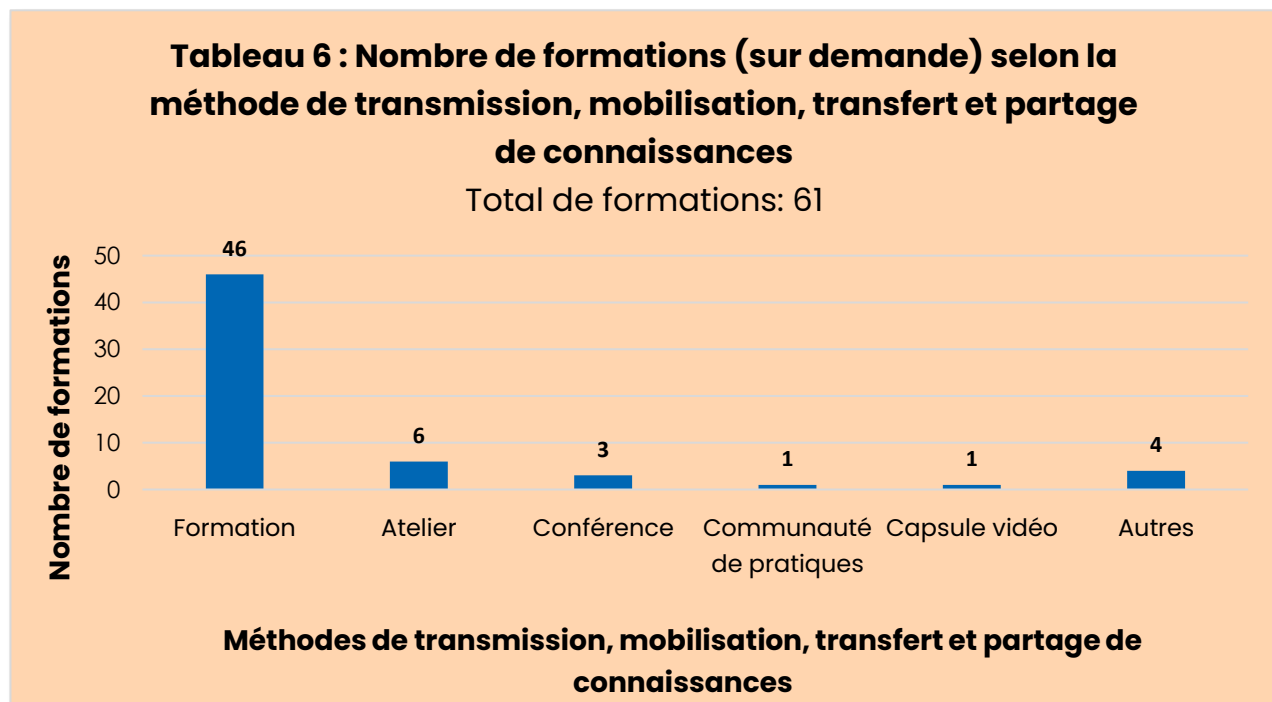 Tableau 6 : Nombre de formations (sur demande) selon la
méthode de transmission, mobilisation, transfert et partage
de connaissances
Total de formations: 61
Nombre de formations
50
40
30
20
10
0
46
6
3
1
1
4
Formation
Atelier
Conférence
Communauté
de pratiques
Capsule vidéo
Autres
Méthodes de transmission, mobilisation, transfert et partage de
connaissances